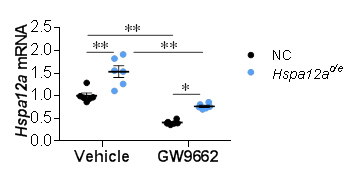 Hspa12a mRNA
2.5
2.0
1.5
1.0
0.5
0.0
**
**
**
*
Vehicle
GW9662
NC
Hspa12a^o/e